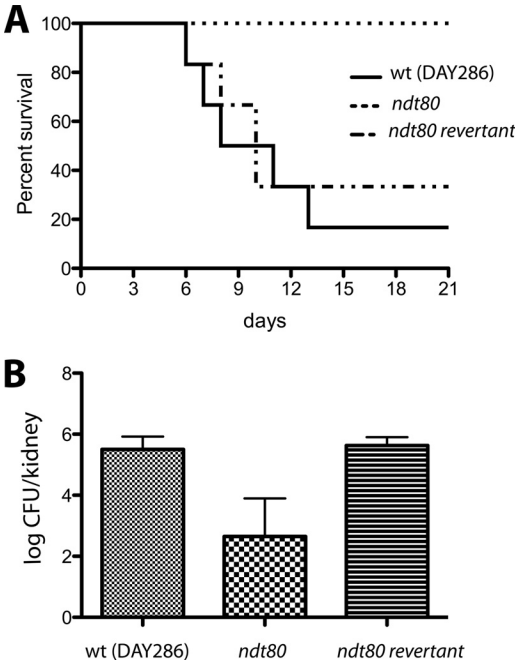 A
100
80
60
40
20
0
Percent survival
wt (DAY286)
ndt80
ndt80 revertant
0 3 6 9 12 15 18 21
days
B
8
6
4
2
0
log CFU/kidney
wt (DAY286) ndt80 ndt80 revertant